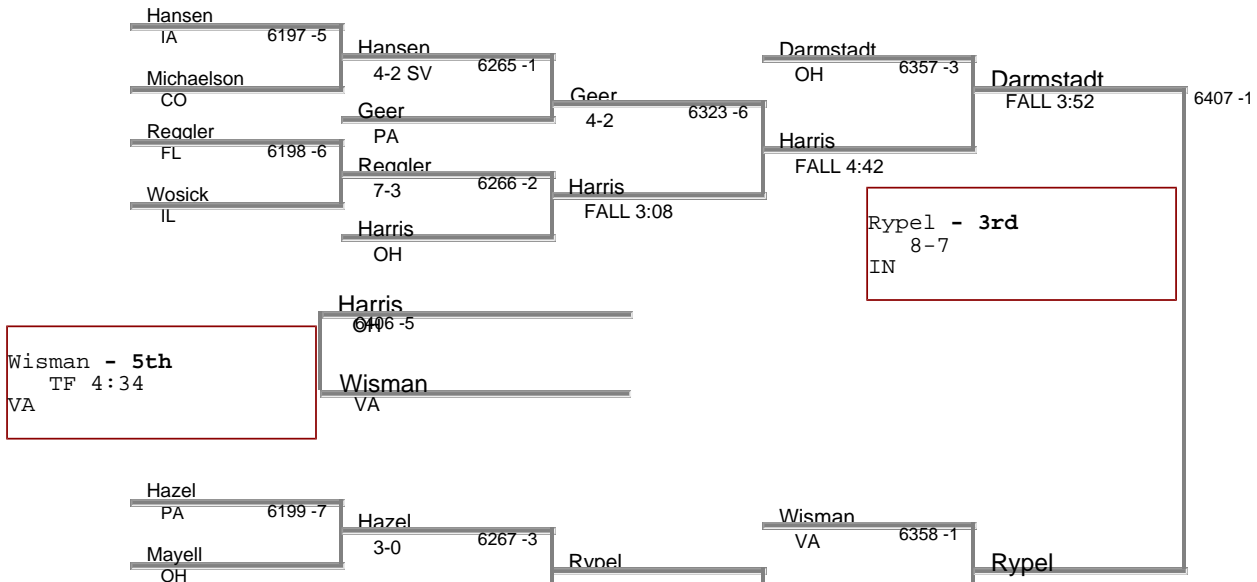 Hansen
IA
6197 -5
Michaelson
CO
Reggler
FL
6198 -6
Wosick
IL
Hansen
4-2 SV
6265 -1
Geer
PA
Reggler
7-3
6266 -2
Harris
OH
Geer
4-2
6323 -6
Harris
FALL 3:08
Darmstadt
OH
6357 -3
Harris
FALL 4:42
Darmstadt
FALL 3:52
6407 -1
Rypel - 3rd
8-7
IN
Harris
OH
6406 -5
Wisman
VA
Wisman - 5th
TF 4:34
VA
Hazel
PA
6199 -7
Mayell
OH
Hazel
3-0
6267 -3
Rypel
Wisman
VA
6358 -1
Rypel